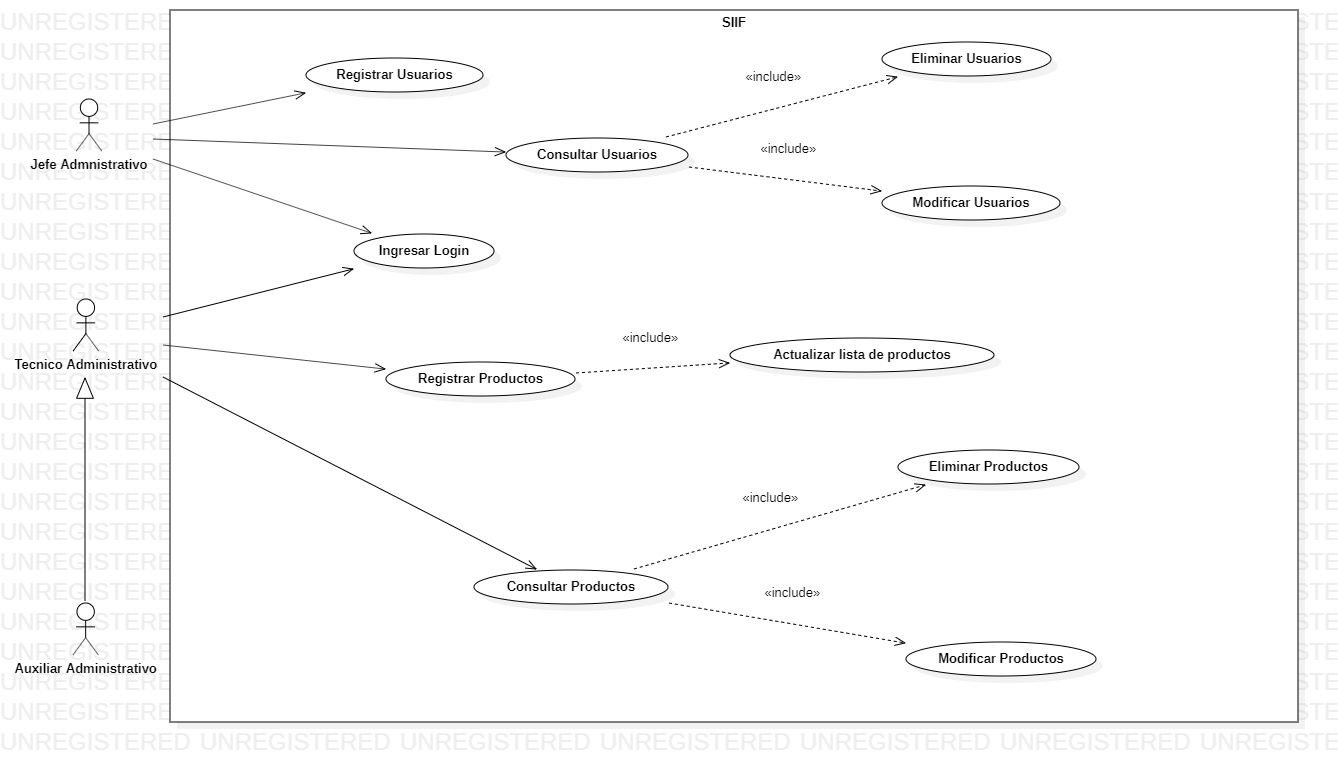 SIIF
Eliminar Usuarios
Registrar Usuarios
«include»
Consultar Usuarios
«include»
Jefe Admnistrativo
Modificar Usuarios
Ingresar Login
«include»
Actualizar lista de productos
Tecnico Administrativo
Registrar Productos
Eliminar Productos
«include»
Consultar Productos
«include»
Modificar Productos
Auxiliar Administrativo
UNREGISTERED UNREGISTERED UNREGISTERED UNREGISTERED UNREGISTERED UNREGISTERED UNREGISTE